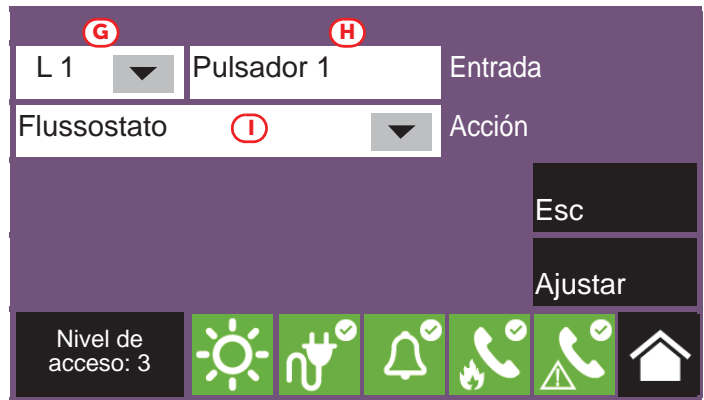 G H
L 1 Pulsador 1 Entrada
Flussostato I Acción
Esc
Ajustar
Nivel de
acceso: 3